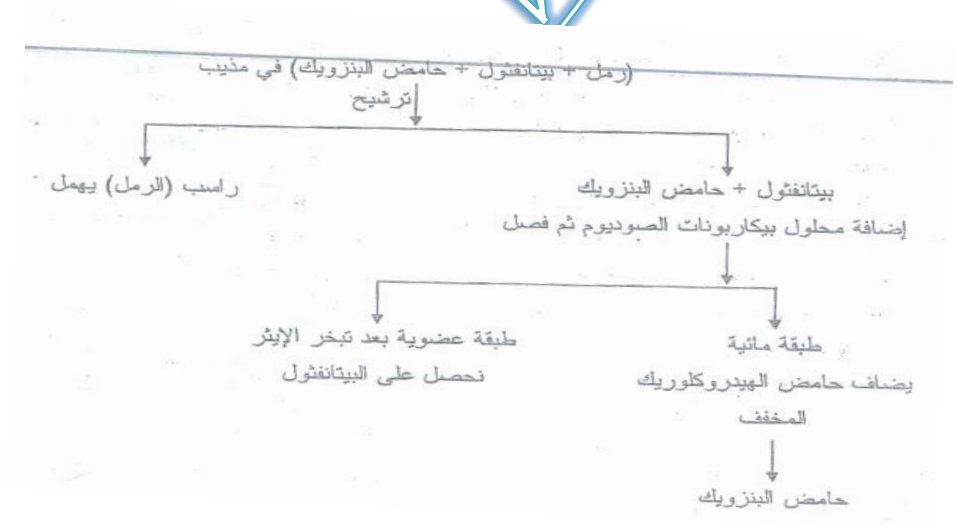 (رمل + بيتانفثول + حامض البنزويك) في مذيب
ترشيح
بيتانفثول + حامض البنزويك
راسب (الرمل) يهمل
إضافة محلول بيكاربونات الصوديوم ثم فصل
طبقة مائية
طبقة عضوية بعد تبخر الإيثر
يضاف حامض الهيدروكلوريك
نحصل على البيتانفثول
المخفف
حامض البنزويك